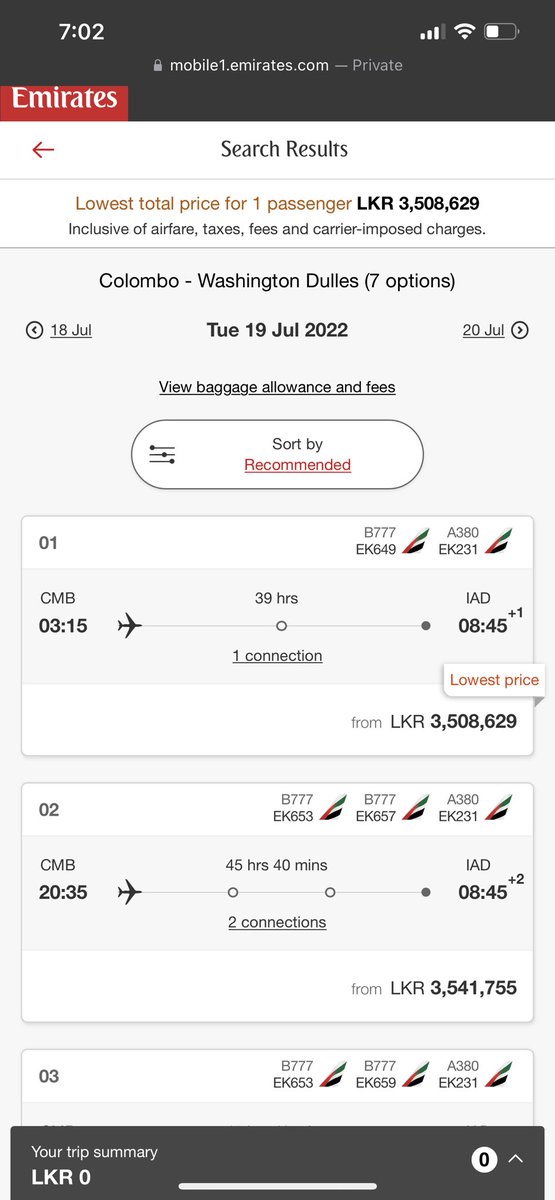 7:02
mobile1.emirates.com — Private
Emirates
Search Results
Lowest total price for 1 passenger LKR 3,508,629
Inclusive of airfare, taxes, fees and carrier-imposed charges.
Colombo - Washington Dulles (7 options)
18 Jul Tue 19 Jul 2022 20 Jul
View baggage allowance and fees
Sort by
Recommended
01 B777 A380
EK649 EK231
CMB 39 hrs IAD
03:15 08:45 +1
1 connection
Lowest price
from LKR 3,508,629
02 B777 B777 A380
EK653 EK657 EK231
CMB 45 hrs 40 mins IAD
20:35 08:45 +2
2 connections
from LKR 3,541,755
03 B777 B777 A380
EK653 EK659 EK231
Your trip summary 0
LKR 0